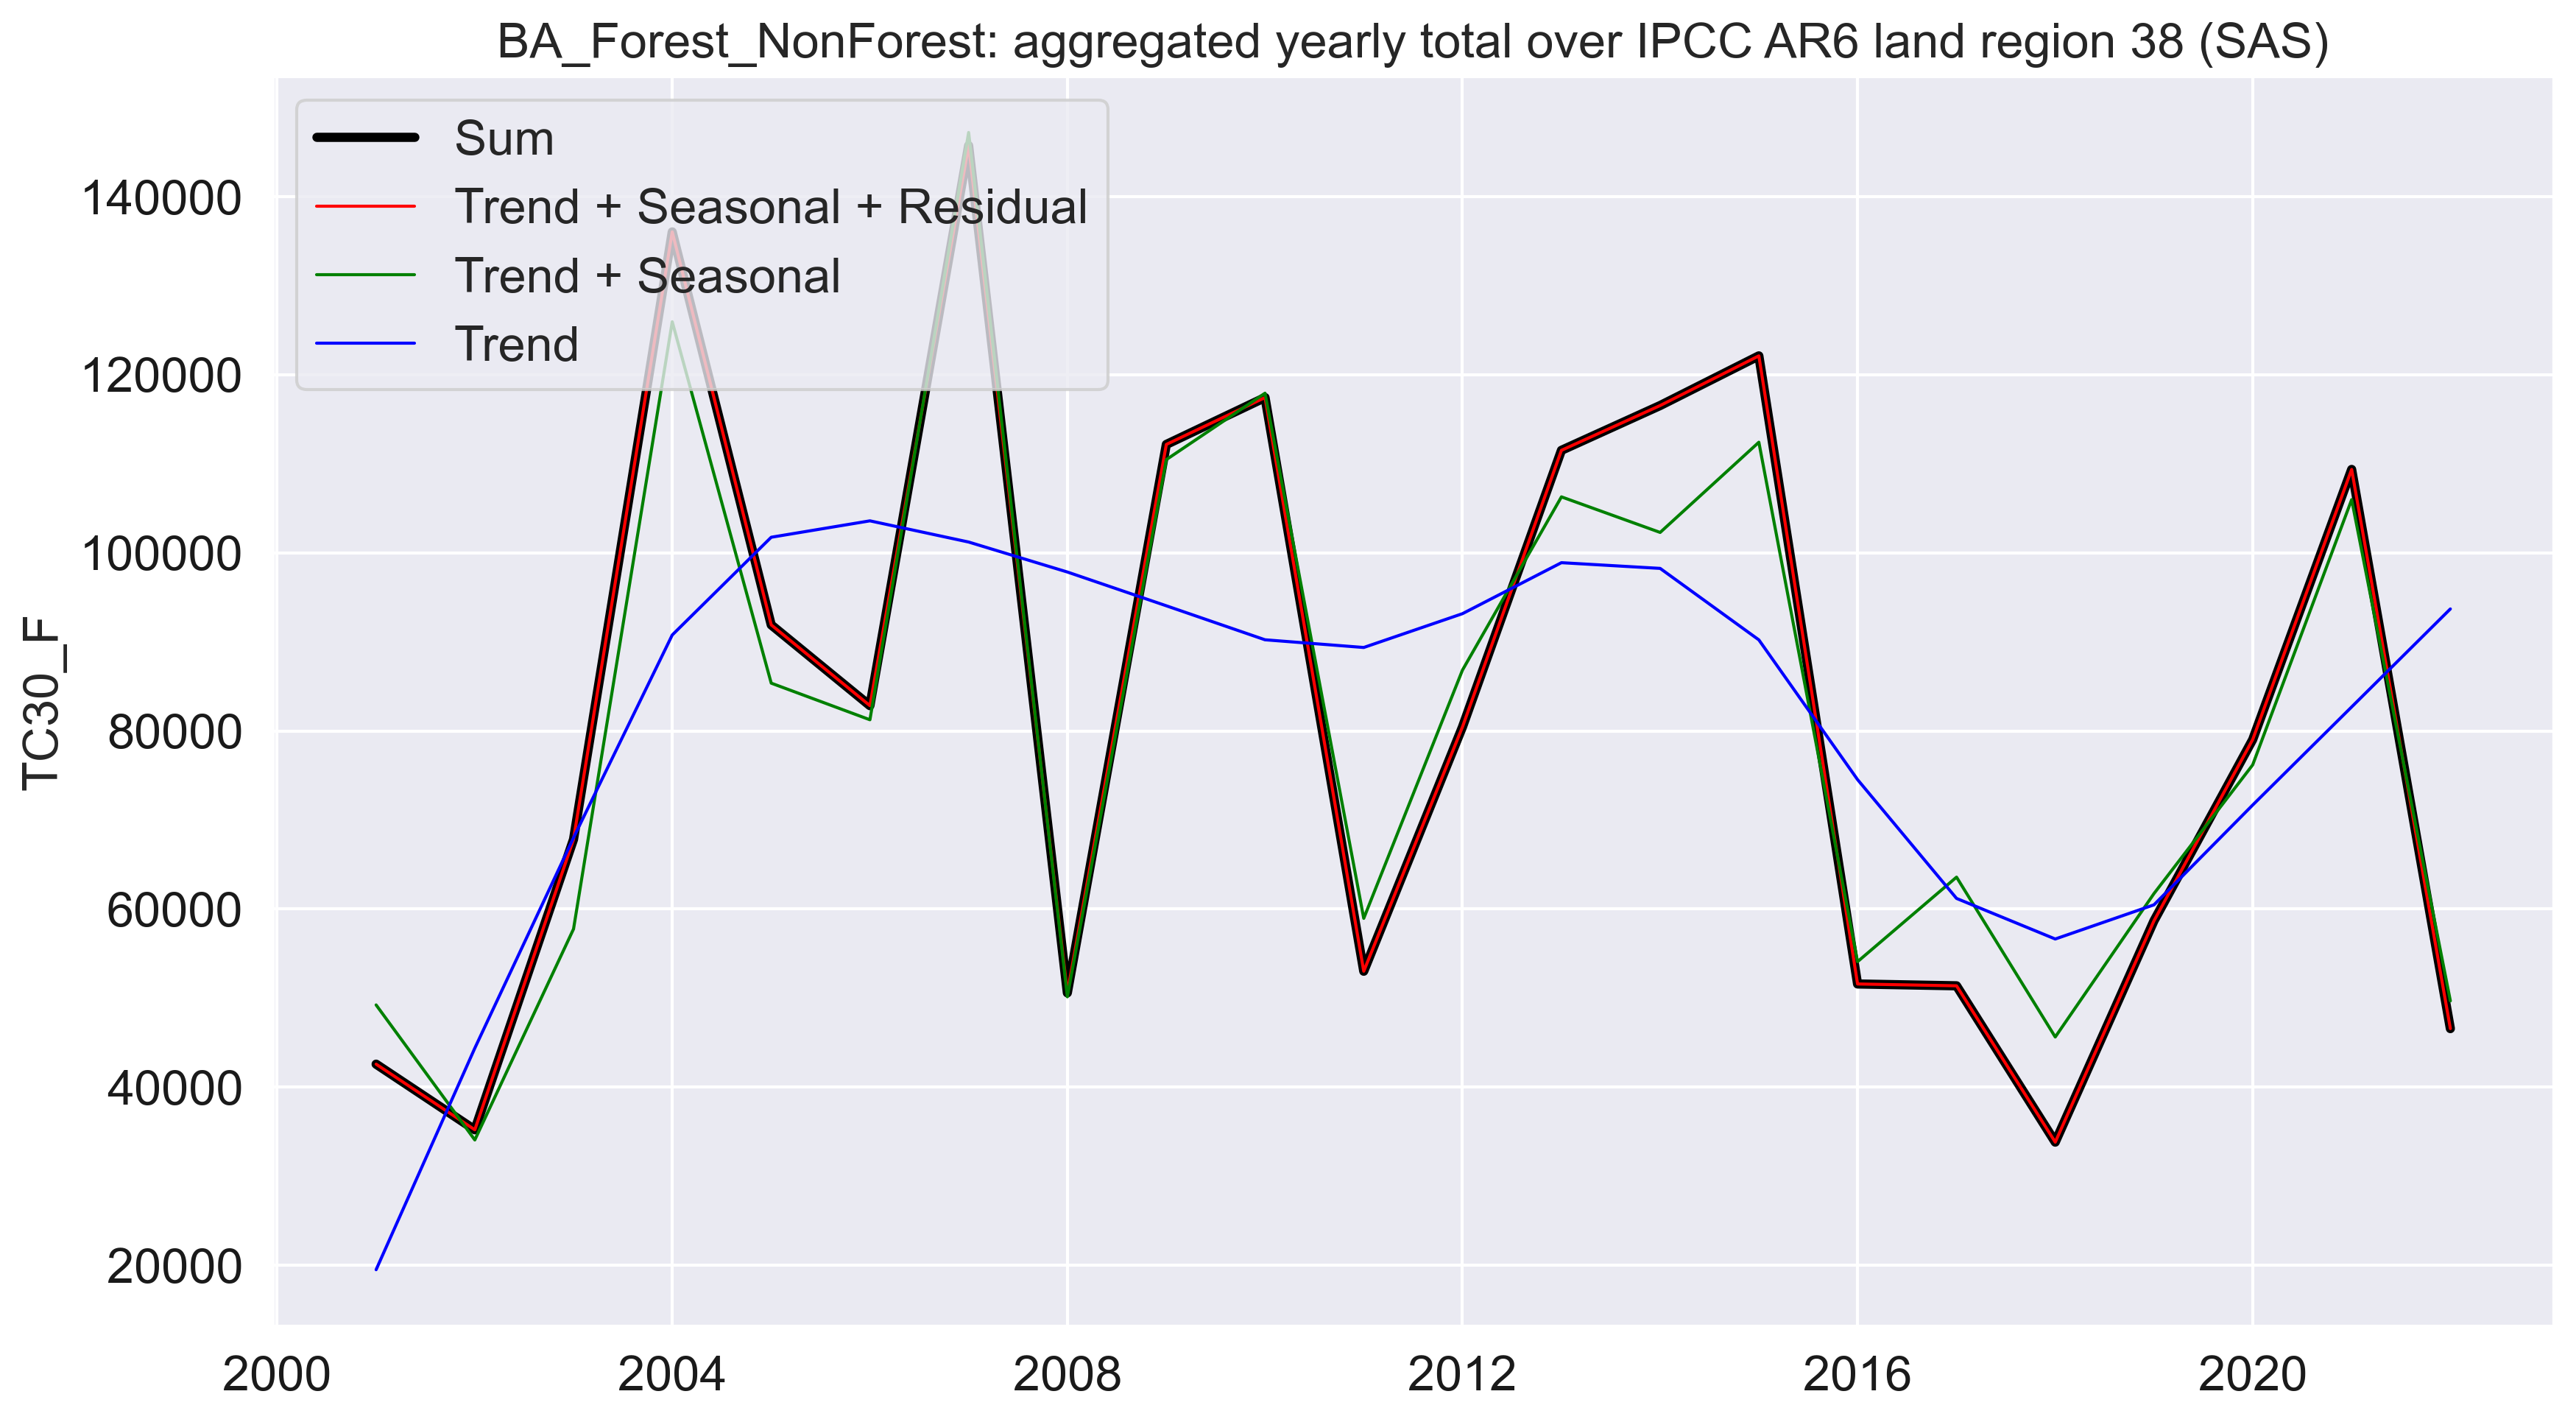 BA_Forest_NonForest: aggregated yearly total over IPCC AR6 land region 38 (SAS)
Sum
Trend + Seasonal + Residual
Trend + Seasonal
Trend
140000
120000
100000
80000
60000
40000
20000
TC30_F
2000
2004
2008
2012
2016
2020